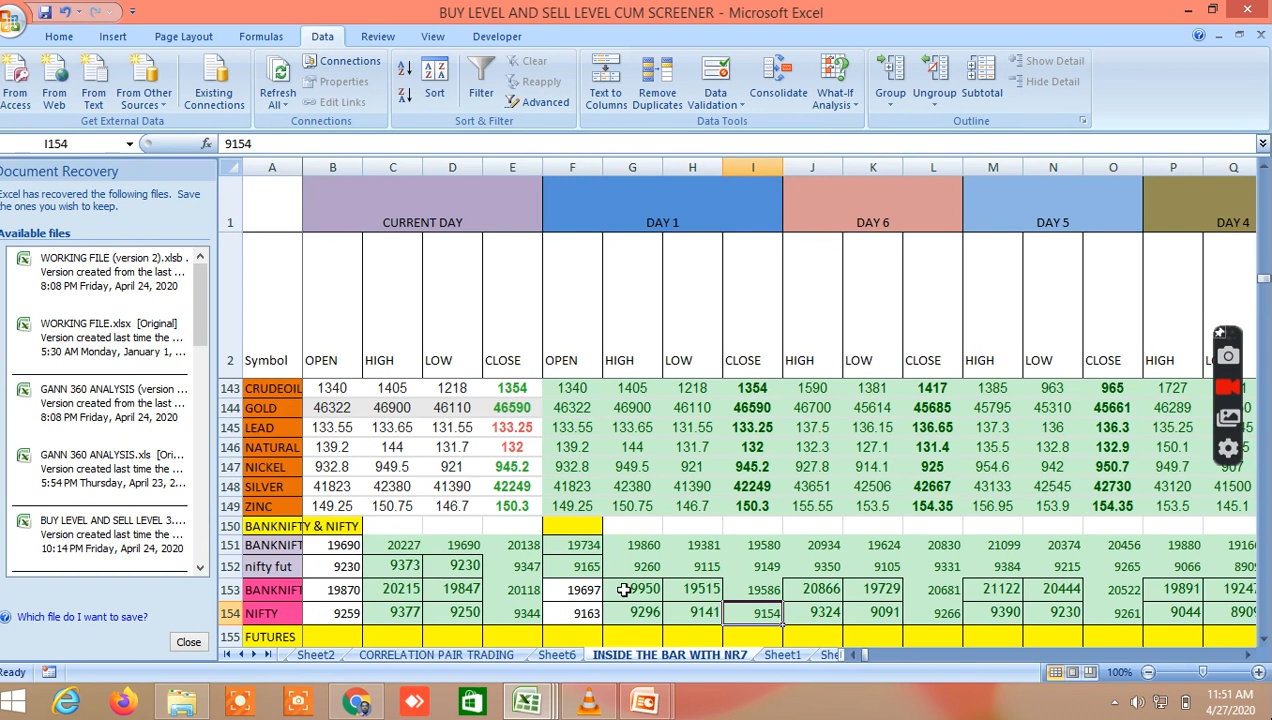 BUY LEVEL AND SELL LEVEL CUM SCREENER - Microsoft Excel
Home Insert Page Layout Formulas Data Review View Developer
From Access
From Web
From Text
From Other Sources
Existing Connections
Get External Data
Refresh All
Connections
Properties
Edit Links
Connections
Sort
Filter
Clear
Reapply
Advanced
Sort & Filter
Text to Columns
Remove Duplicates
Data Validation
Consolidate
What-If Analysis
Data Tools
Group
Ungroup
Subtotal
Show Detail
Hide Detail
Outline
I154 fx 9154
Document Recovery
Excel has recovered the following files. Save
the ones you wish to keep.
Available files
WORKING FILE (version 2).xlsb .
Version created from the last ...
8:08 PM Friday, April 24, 2020
WORKING FILE.xlsx [Original]
Version created last time the ...
5:30 AM Monday, January 1, ...
GANN 360 ANALYSIS (version ...
Version created from the last ...
8:08 PM Friday, April 24, 2020
GANN 360 ANALYSIS.xls [Ori...
Version created last time the ...
5:54 PM Thursday, April 23, 2...
BUY LEVEL AND SELL LEVEL 3....
Version created last time the ...
10:14 PM Friday, April 24, 2020
Which file do I want to save?
Close
A B C D E F G H I J K L M N O P Q
1 CURRENT DAY DAY 1 DAY 6 DAY 5 DAY 4
2 Symbol OPEN HIGH LOW CLOSE OPEN HIGH LOW CLOSE HIGH LOW CLOSE HIGH LOW CLOSE HIGH
143 CRUDEOIL 1340 1405 1218 1354 1340 1405 1218 1354 1590 1381 1417 1385 963 965 1727
144 GOLD 46322 46900 46110 46590 46322 46900 46110 46590 46700 45614 45685 45795 45310 45661 46289
145 LEAD 133.55 133.65 131.55 133.25 133.55 133.65 131.55 133.25 137.5 136.15 136.65 137.3 136 136.3 135.25
146 NATURAL 139.2 144 131.7 132 139.2 144 131.7 132 132.3 127.1 131.4 135.5 132.8 132.9 150.1
147 NICKEL 932.8 949.5 921 945.2 932.8 949.5 921 945.2 927.8 914.1 925 954.6 942 950.7 949.7 907
148 SILVER 41823 42380 41390 42249 41823 42380 41390 42249 43651 42506 42667 43133 42545 42730 43120 41500
149 ZINC 149.25 150.75 146.7 150.3 149.25 150.75 146.7 150.3 155.55 153.5 154.35 156.95 153.9 154.35 153.5 145.1
150 BANKNIFTY & NIFTY
151 BANKNIFT 19690 20227 19690 20138 19734 19860 19381 19580 20934 19624 20830 21099 20374 20456 19880 1916
152 nifty fut 9230 9373 9230 9347 9165 9260 9115 9149 9350 9105 9331 9384 9215 9265 9066 8909
153 BANKNIFT 19870 20215 19847 20118 19697 9950 19515 19586 20866 19729 20681 21122 20444 20522 19891 1924
154 NIFTY 9259 9377 9250 9344 9163 9296 9141 9154 9324 9091 9266 9390 9230 9261 9044 8909
155 FUTURES
Sheet2 CORRELATION PAIR TRADING Sheet6 INSIDE THE BAR WITH NR7 Sheet1 She
Ready 100%
11:51 AM
4/27/2020